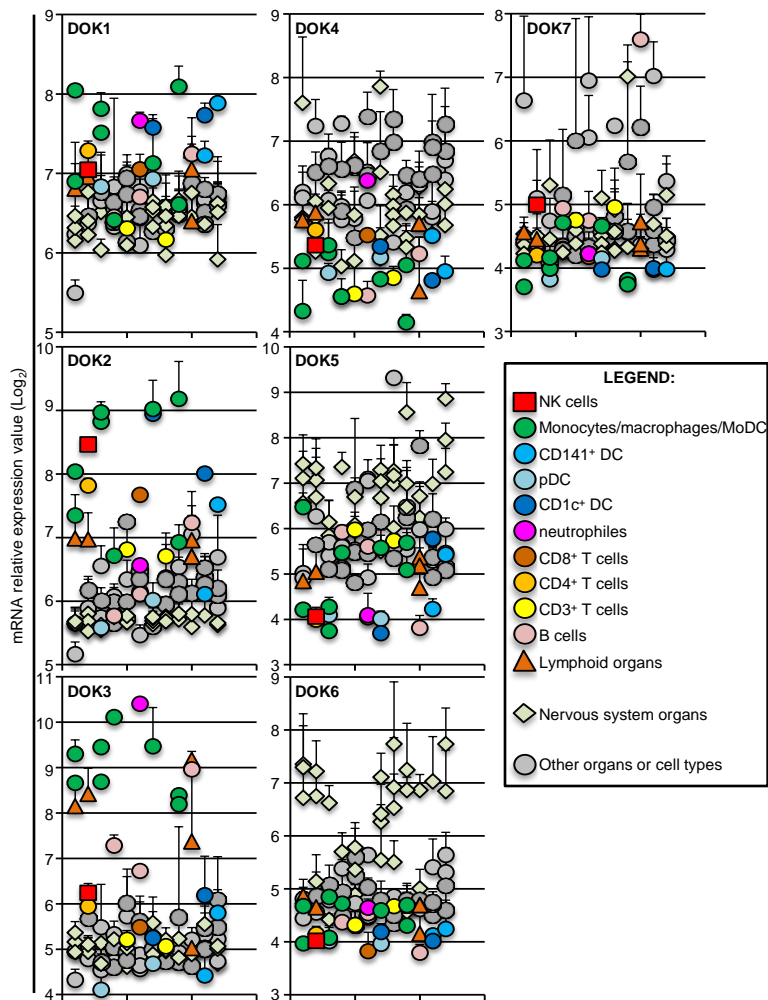 mRNA relative expression value (Log2)
DOK1
9
8
7
6
5
DOK4
9
8
7
6
5
4
DOK7
8
7
6
5
4
3
DOK2
10
9
8
7
6
5
DOK5
10
9
8
7
6
5
4
3
DOK3
11
10
9
8
7
6
5
4
DOK6
9
8
7
6
5
4
3
LEGEND:
NK cells
Monocytes/macrophages/MoDC
CD141+ DC
pDC
CD1c+ DC
neutrophiles
CD8+ T cells
CD4+ T cells
CD3+ T cells
B cells
Lymphoid organs
Nervous system organs
Other organs or cell types